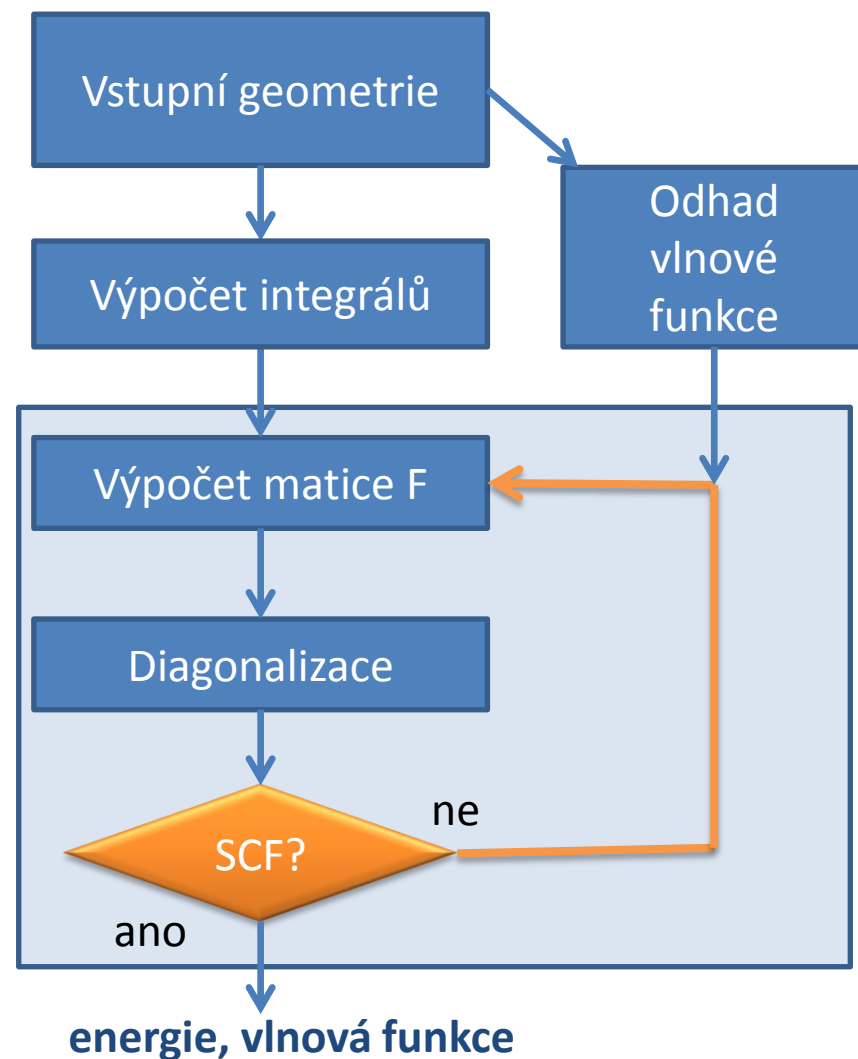 Vstupní geometrie
Odhad
vlnové
funkce
Výpočet integrálů
Výpočet matice F
Diagonalizace
ne
SCF?
ano
energie, vlnová funkce